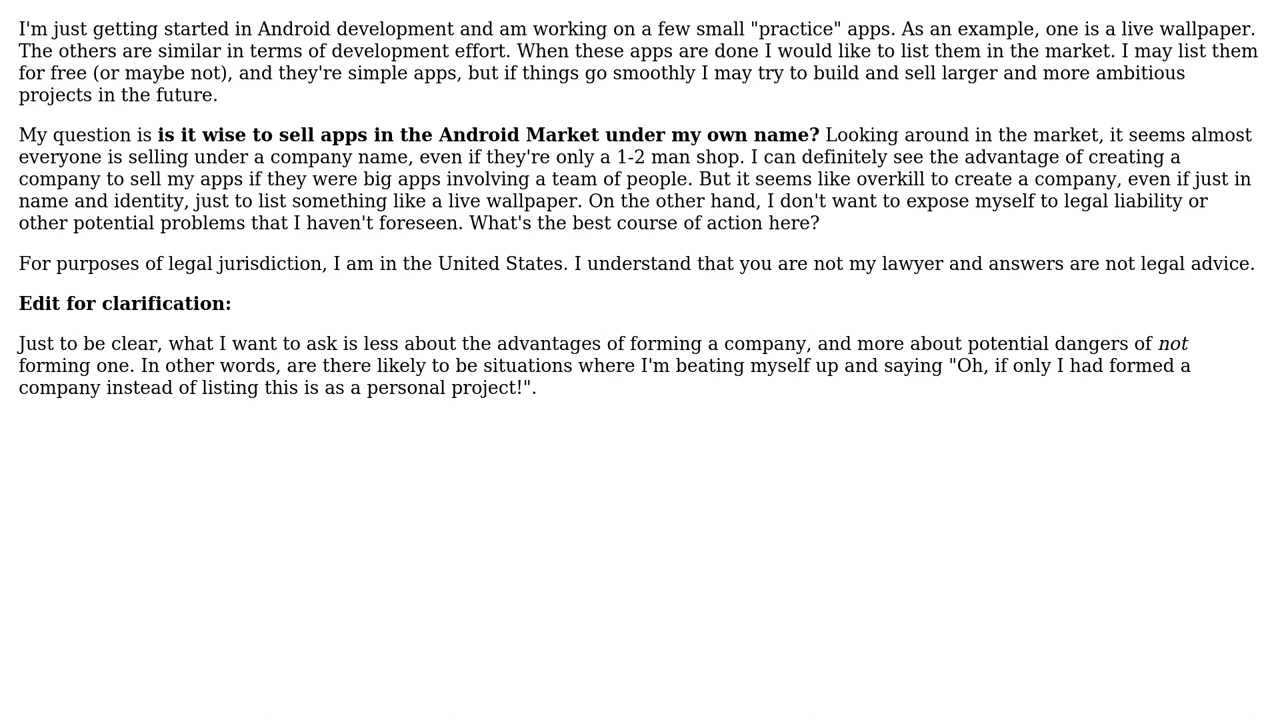 I'm just getting started in Android development and am working on a few small "practice" apps. As an example, one is a live wallpaper.
The others are similar in terms of development effort. When these apps are done I would like to list them in the market. I may list them
for free (or maybe not), and they're simple apps, but if things go smoothly I may try to build and sell larger and more ambitious
projects in the future.
My question is is it wise to sell apps in the Android Market under my own name? Looking around in the market, it seems almost
everyone is selling under a company name, even if they're only a 1-2 man shop. I can definitely see the advantage of creating a
company to sell my apps if they were big apps involving a team of people. But it seems like overkill to create a company, even if just in
name and identity, just to list something like a live wallpaper. On the other hand, I don't want to expose myself to legal liability or
other potential problems that I haven't foreseen. What's the best course of action here?
For purposes of legal jurisdiction, I am in the United States. I understand that you are not my lawyer and answers are not legal advice.
Edit for clarification:
Just to be clear, what I want to ask is less about the advantages of forming a company, and more about potential dangers of not
forming one. In other words, are there likely to be situations where I'm beating myself up and saying "Oh, if only I had formed a
company instead of listing this is as a personal project!".